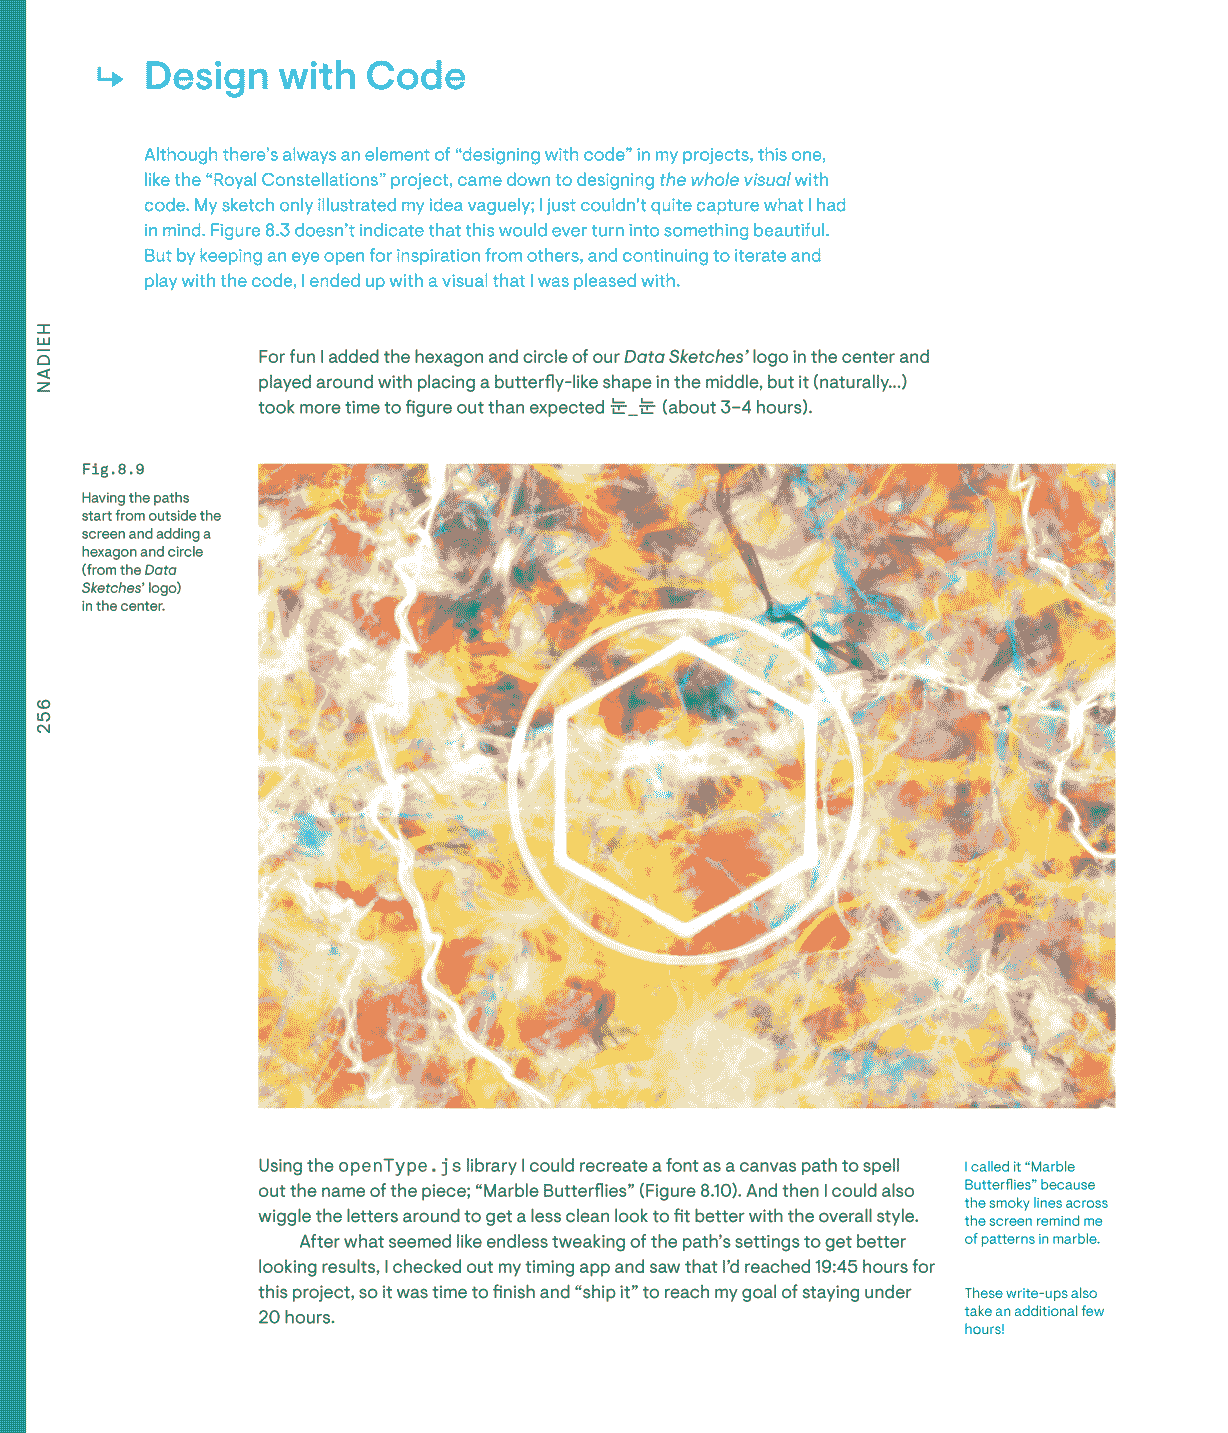 Design with Code
Although there's always an element of “designing with code” in my projects, this one,
like the “Royal Constellations” project, came down to designing the whole visual with
code. My sketch only illustrated my idea vaguely; I just couldn't quite capture what I had
in mind. Figure 8.3 doesn't indicate that this would ever turn into something beautiful.
But by keeping an eye open for inspiration from others, and continuing to iterate and
play with the code, I ended up with a visual that I was pleased with.
NADIEH
For fun I added the hexagon and circle of our Data Sketches’ logo in the center and
played around with placing a butterfly-like shape in the middle, but it (naturally...)
took more time to figure out than expected 눈_눈 (about 3–4 hours).
Fig.8.9
Having the paths
start from outside the
screen and adding a
hexagon and circle
(from the Data
Sketches’ logo)
in the center.
256
Using the openType.js library I could recreate a font as a canvas path to spell
out the name of the piece; “Marble Butterflies” (Figure 8.10). And then I could also
wiggle the letters around to get a less clean look to fit better with the overall style.
After what seemed like endless tweaking of the path's settings to get better
looking results, I checked out my timing app and saw that I'd reached 19:45 hours for
this project, so it was time to finish and “ship it” to reach my goal of staying under
20 hours.
I called it “Marble
Butterflies” because
the smoky lines across
the screen remind me
of patterns in marble.
These write-ups also
take an additional few
hours!